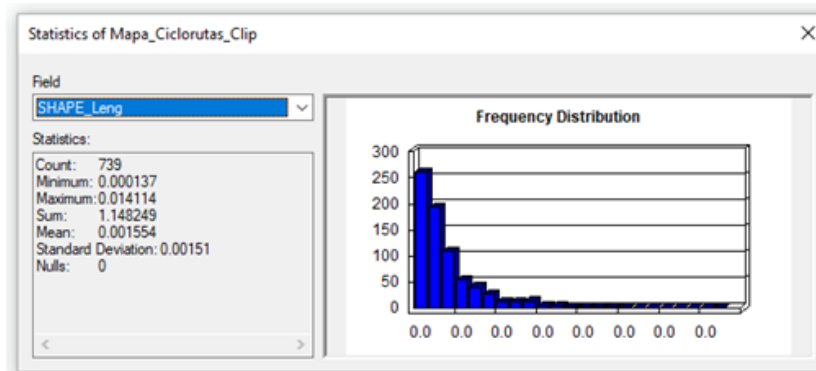 Statistics of Mapa_Ciclorutas_Clip
Field
SHAPE_Leng
Statistics:
Count: 739
Minimum: 0.000137
Maximum: 0.014114
Sum: 1.148249
Mean: 0.001554
Standard Deviation: 0.00151
Nulls: 0
Frequency Distribution
300
250
200
150
100
50
0
0.0 0.0 0.0 0.0 0.0 0.0 0.0 0.0